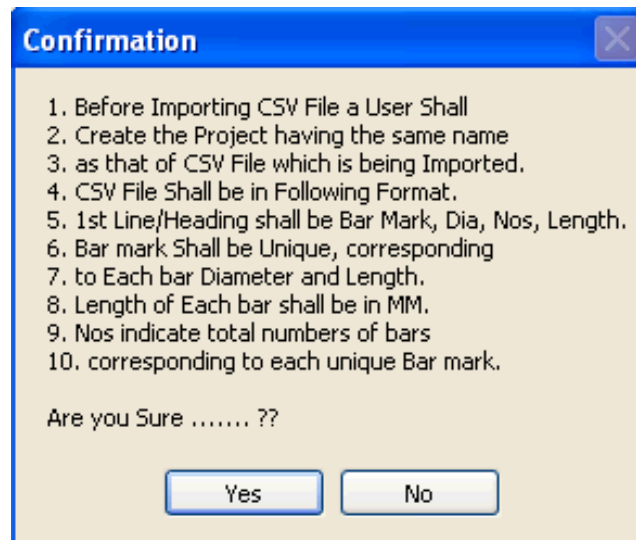 Confirmation
1. Before Importing CSV File a User Shall
2. Create the Project having the same name
3. as that of CSV File which is being Imported.
4. CSV File Shall be in Following Format.
5. 1st Line/Heading shall be Bar Mark, Dia, Nos, Length.
6. Bar mark Shall be Unique, corresponding
7. to Each bar Diameter and Length.
8. Length of Each bar shall be in MM.
9. Nos indicate total numbers of bars
10. corresponding to each unique Bar mark.
Are you Sure ....... ??
Yes No